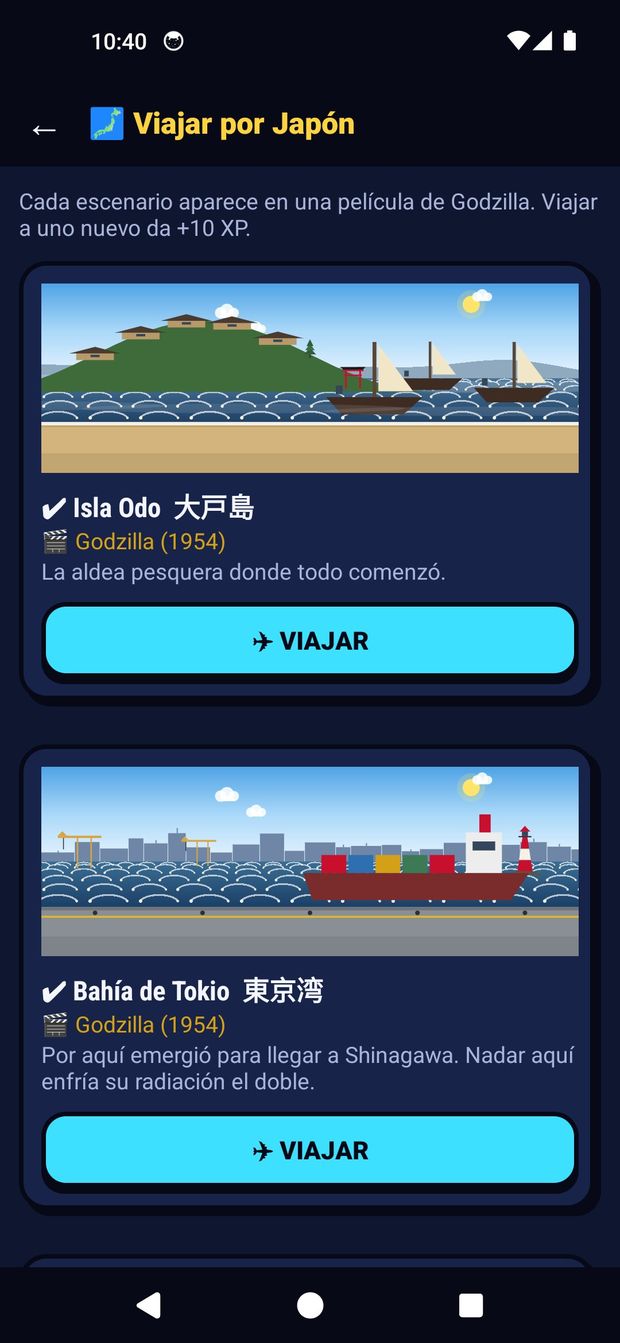 10:40
← 🗾 Viajar por Japón
Cada escenario aparece en una película de Godzilla. Viajar
a uno nuevo da +10 XP.
✔ Isla Odo 大戸島
🎬 Godzilla (1954)
La aldea pesquera donde todo comenzó.
✈ VIAJAR
✔ Bahía de Tokio 東京湾
🎬 Godzilla (1954)
Por aquí emergió para llegar a Shinagawa. Nadar aquí
enfría su radiación el doble.
✈ VIAJAR